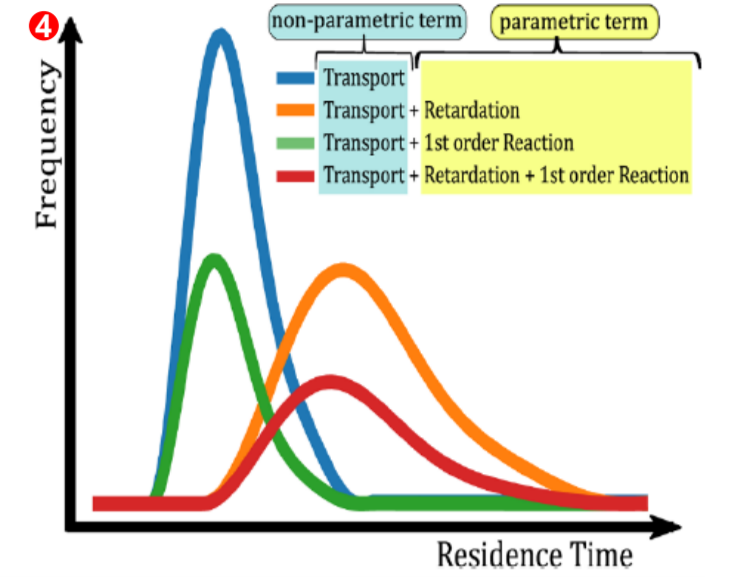 4
non-parametric term
parametric term
Transport
Transport + Retardation
Transport + 1st order Reaction
Transport + Retardation + 1st order Reaction
Frequency
Residence Time